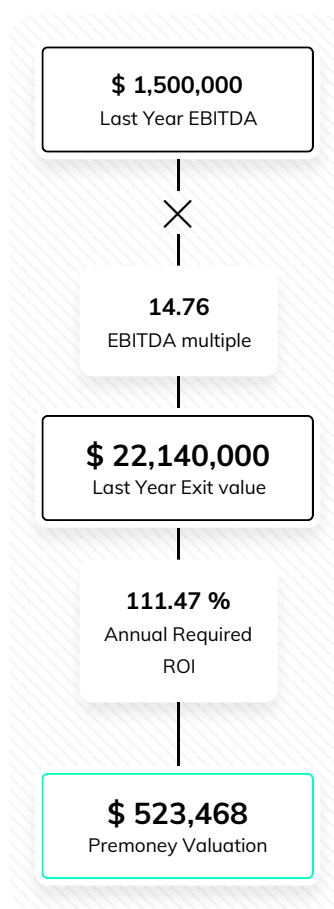 $ 1,500,000
Last Year EBITDA
14.76
EBITDA multiple
$ 22,140,000
Last Year Exit value
111.47 %
Annual Required
ROI
$ 523,468
Premoney Valuation